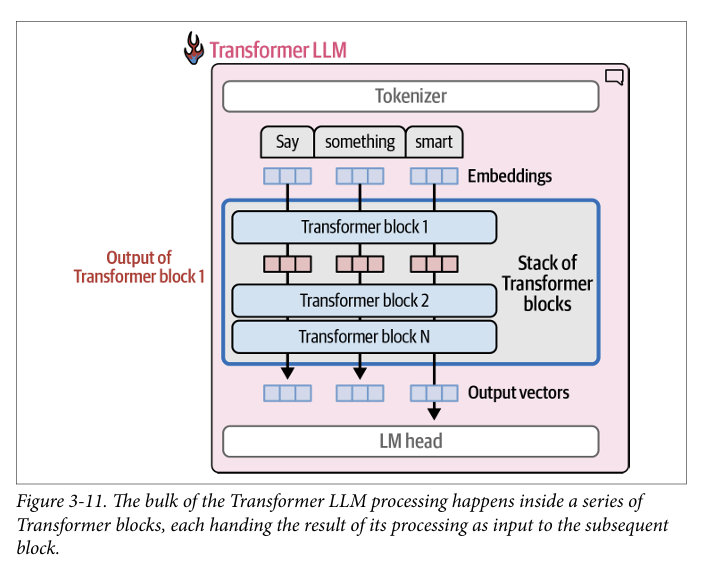 Transformer LLM
Tokenizer
Say something smart
Embeddings
Transformer block 1
Output of
Transformer block 1
Stack of
Transformer
blocks
Transformer block 2
Transformer block N
Output vectors
LM head
Figure 3-11. The bulk of the Transformer LLM processing happens inside a series of
Transformer blocks, each handing the result of its processing as input to the subsequent
block.